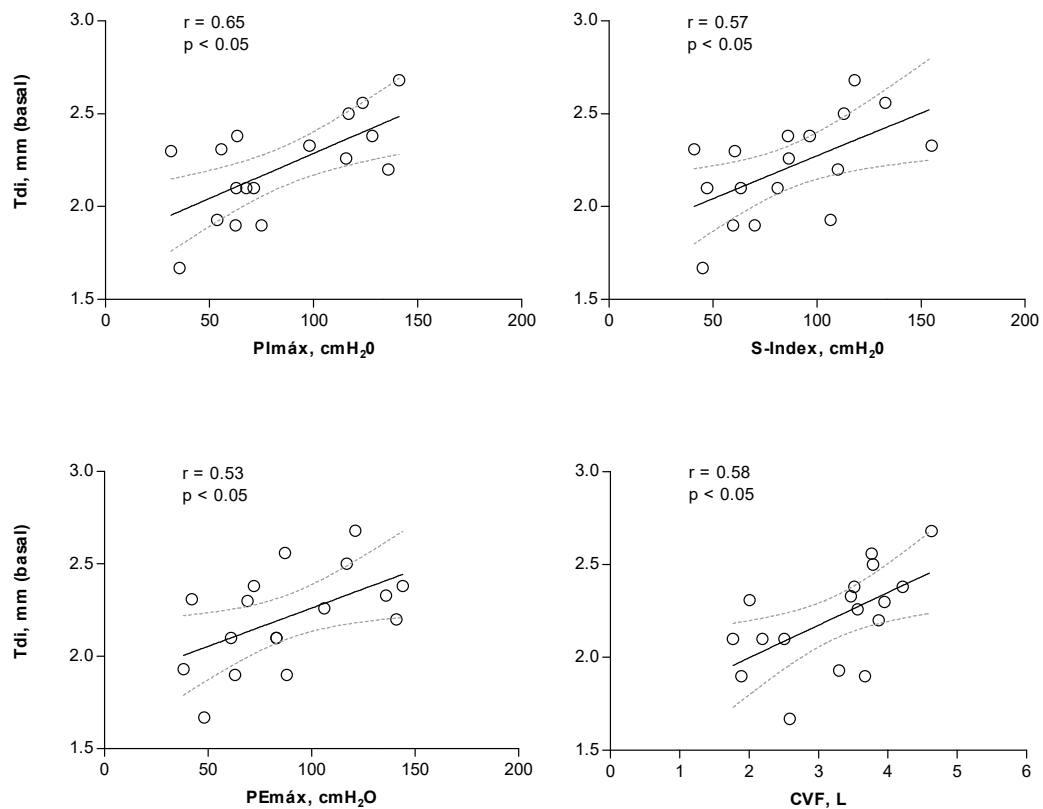 r = 0.65
p < 0.05
Tdi, mm (basal)
3.0
2.5
2.0
1.5
0 50 100 150 200
PImáx, cmH₂0
r = 0.57
p < 0.05
3.0
2.5
2.0
1.5
0 50 100 150 200
S-Index, cmH₂0
r = 0.53
p < 0.05
Tdi, mm (basal)
3.0
2.5
2.0
1.5
0 50 100 150 200
PEmáx, cmH₂O
r = 0.58
p < 0.05
3.0
2.5
2.0
1.5
0 1 2 3 4 5 6
CVF, L